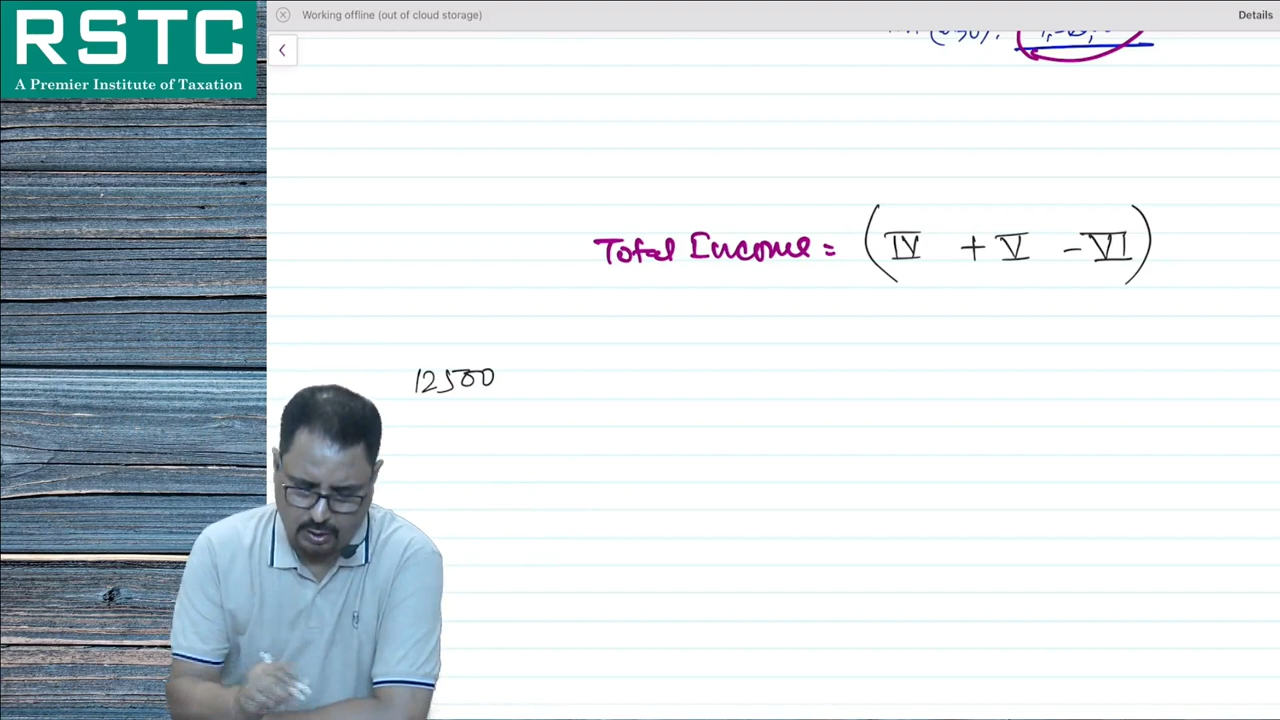 RSTC
A Premier Institute of Taxation
Working offline (out of cloud storage)
Details
Total Income = (IV + V - VI)
12500